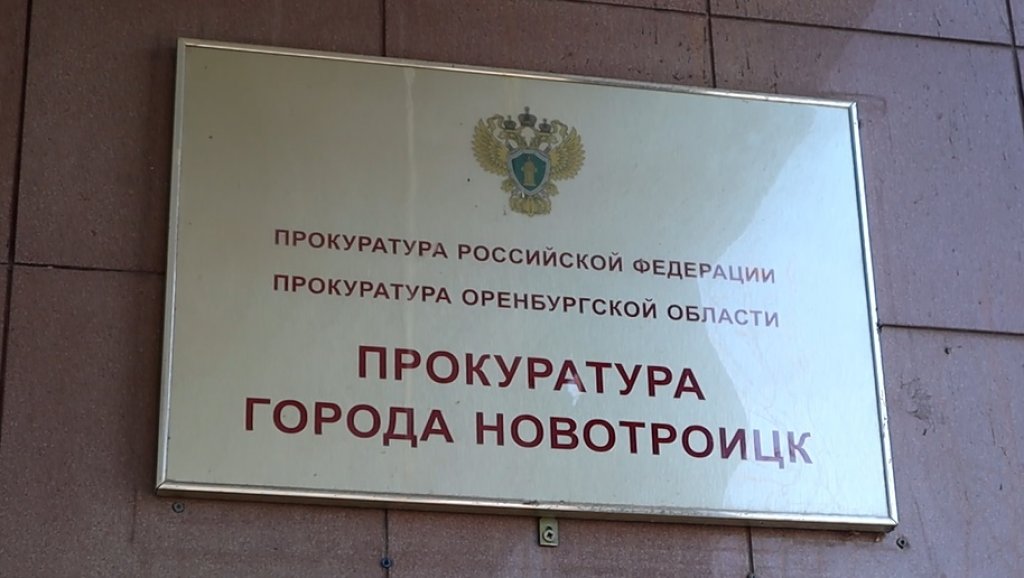 ПРОКУРАТУРА РОССИЙСКОЙ ФЕДЕРАЦИИ
ПРОКУРАТУРА ОРЕНБУРГСКОЙ ОБЛАСТИ
ПРОКУРАТУРА
ГОРОДА НОВОТРОИЦК